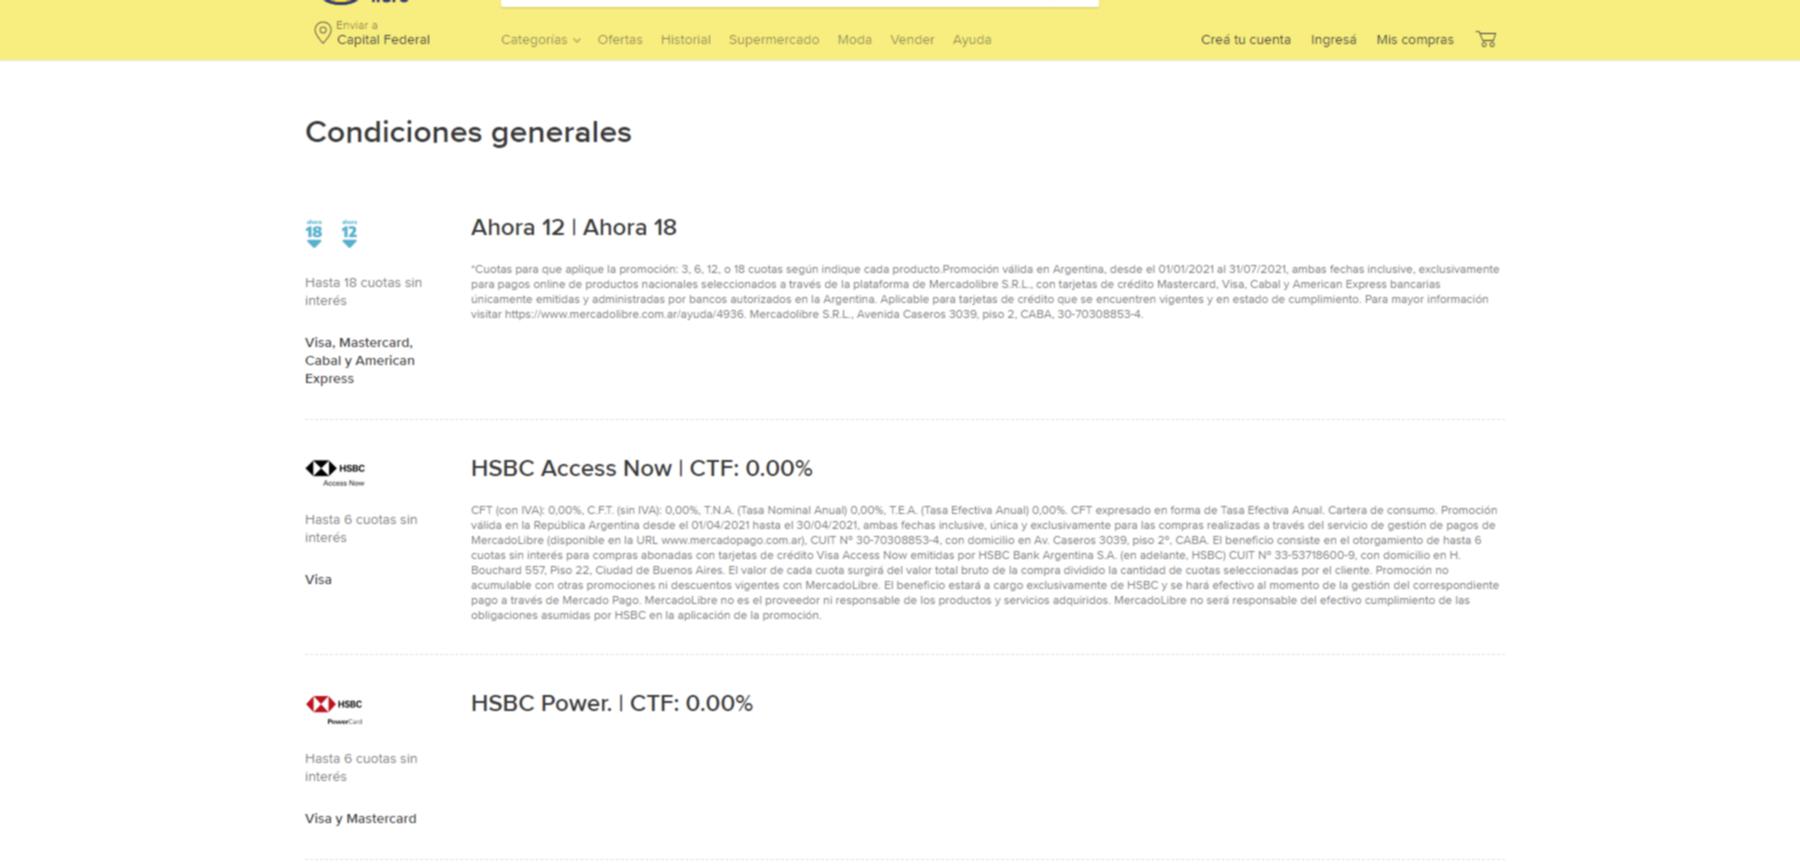 Enviar a
Capital Federal
Categorías
Ofertas
Historial
Supermercado
Moda
Vender
Ayuda
Creá tu cuenta
Ingresá
Mis compras
Condiciones generales
ahora 18
ahora 12
Hasta 18 cuotas sin
interés
Visa, Mastercard,
Cabal y American
Express
Ahora 12 | Ahora 18
*Cuotas para que aplique la promoción: 3, 6, 12, o 18 cuotas según indique cada producto.Promoción válida en Argentina, desde el 01/01/2021 al 31/07/2021, ambas fechas inclusive, exclusivamente
para pagos online de productos nacionales seleccionados a través de la plataforma de Mercadolibre S.R.L., con tarjetas de crédito Mastercard, Visa, Cabal y American Express bancarias
únicamente emitidas y administradas por bancos autorizados en la Argentina. Aplicable para tarjetas de crédito que se encuentren vigentes y en estado de cumplimiento. Para mayor información
visitar https://www.mercadolibre.com.ar/ayuda/4936. Mercadolibre S.R.L., Avenida Caseros 3039, piso 2, CABA, 30-70308853-4.
HSBC
Access Now
Hasta 6 cuotas sin
interés
Visa
HSBC Access Now | CTF: 0.00%
CFT (con IVA): 0,00%, C.F.T. (sin IVA): 0,00%, T.N.A. (Tasa Nominal Anual) 0,00%, T.E.A. (Tasa Efectiva Anual) 0,00%. CFT expresado en forma de Tasa Efectiva Anual. Cartera de consumo. Promoción
válida en la República Argentina desde el 01/04/2021 hasta el 30/04/2021, ambas fechas inclusive, única y exclusivamente para las compras realizadas a través del servicio de gestión de pagos de
MercadoLibre (disponible en la URL www.mercadopago.com.ar), CUIT Nº 30-70308853-4, con domicilio en Av. Caseros 3039, piso 2º, CABA. El beneficio consiste en el otorgamiento de hasta 6
cuotas sin interés para compras abonadas con tarjetas de crédito Visa Access Now emitidas por HSBC Bank Argentina S.A. (en adelante, HSBC) CUIT Nº 33-53718600-9, con domicilio en H.
Bouchard 557, Piso 22, Ciudad de Buenos Aires. El valor de cada cuota surgirá del valor total bruto de la compra dividido la cantidad de cuotas seleccionadas por el cliente. Promoción no
acumulable con otras promociones ni descuentos vigentes con MercadoLibre. El beneficio estará a cargo exclusivamente de HSBC y se hará efectivo al momento de la gestión del correspondiente
pago a través de Mercado Pago. MercadoLibre no es el proveedor ni responsable de los productos y servicios adquiridos. MercadoLibre no será responsable del efectivo cumplimiento de las
obligaciones asumidas por HSBC en la aplicación de la promoción.
HSBC
PowerCard
Hasta 6 cuotas sin
interés
Visa y Mastercard
HSBC Power. | CTF: 0.00%